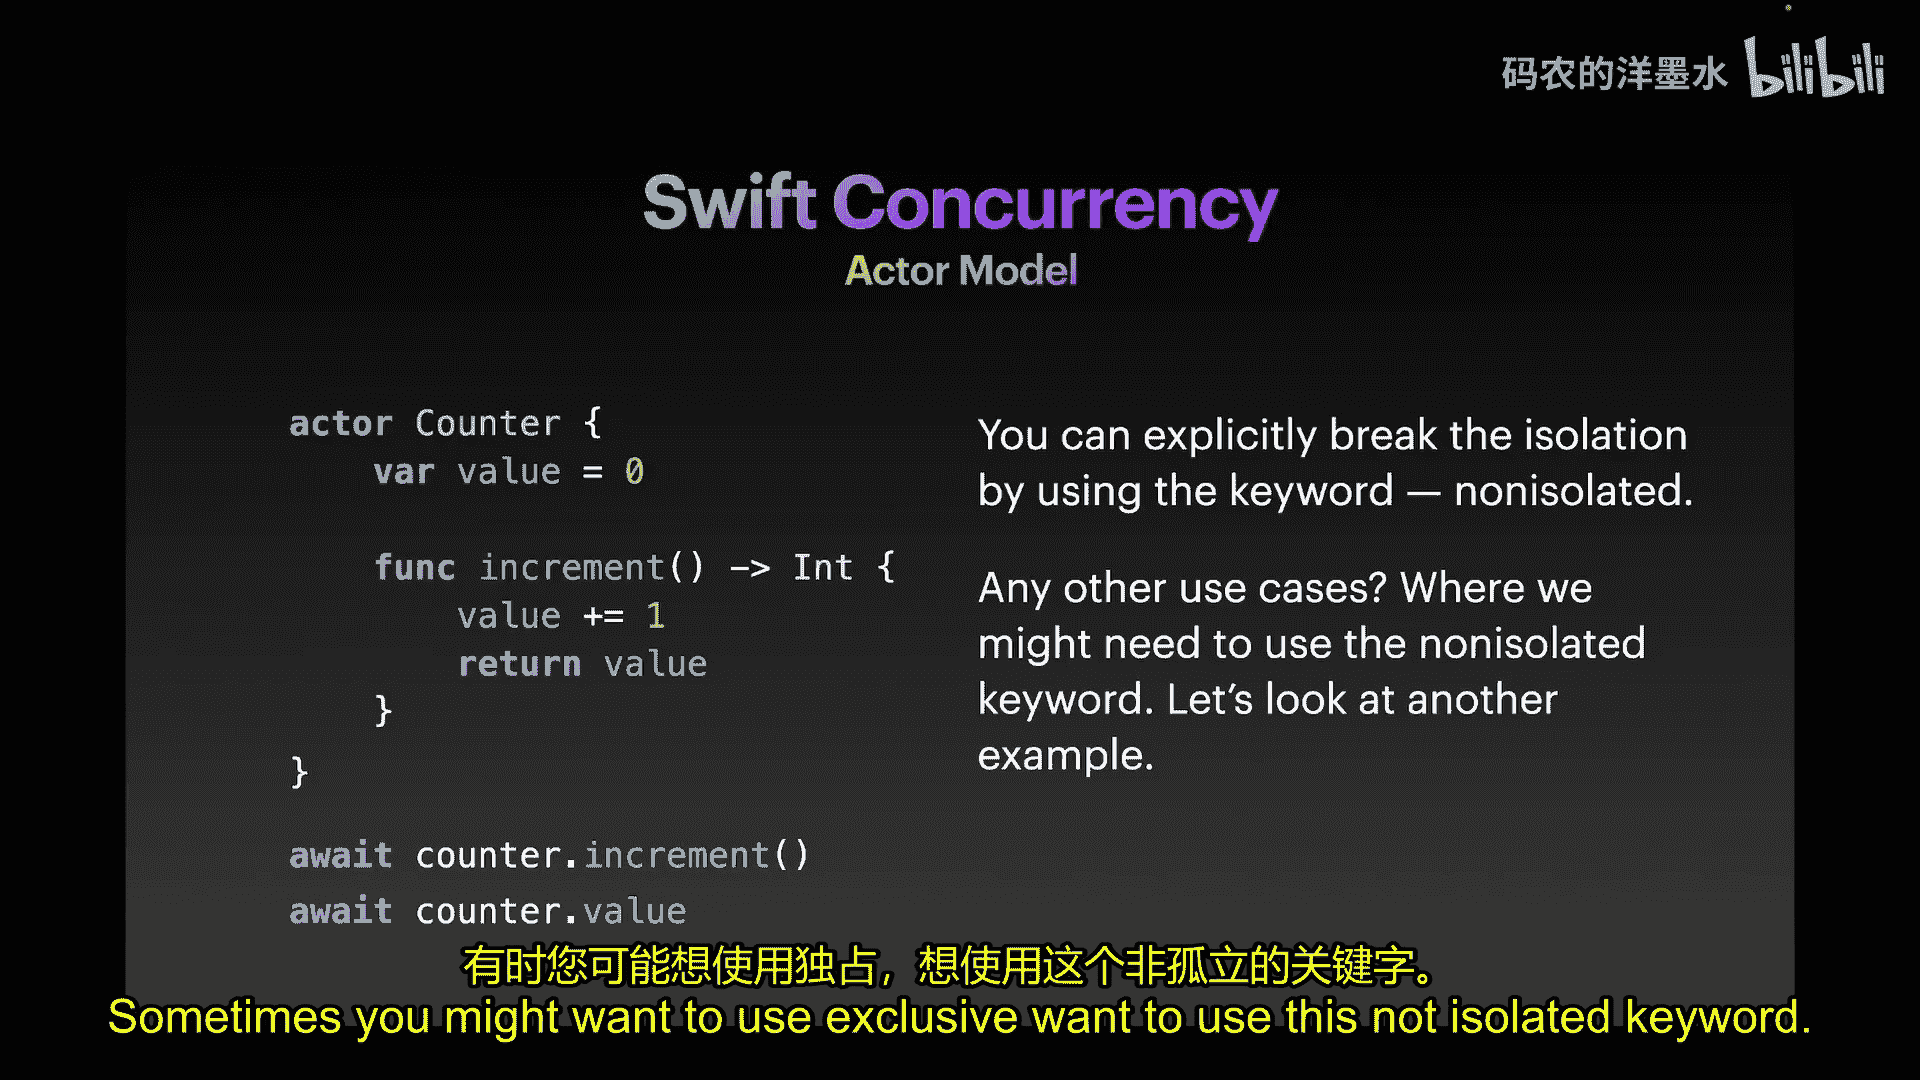 码农的洋墨水 bilibili
Swift Concurrency
Actor Model
actor Counter {
    var value = 0
    func increment() -> Int {
        value += 1
        return value
    }
}
await counter.increment()
await counter.value
You can explicitly break the isolation
by using the keyword — nonisolated.
Any other use cases? Where we
might need to use the nonisolated
keyword. Let’s look at another
example.
有时您可能想使用独占，想使用这个非孤立的关键字。
Sometimes you might want to use exclusive want to use this not isolated keyword.